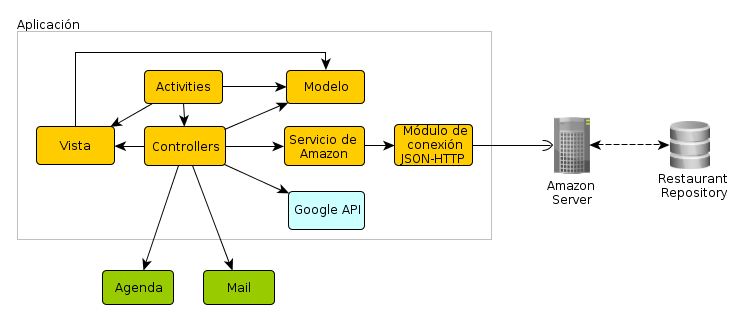 Aplicación
Activities
Modelo
Vista
Controllers
Servicio de
Amazon
Módulo de
conexión
JSON-HTTP
Google API
Amazon
Server
Restaurant
Repository
Agenda
Mail